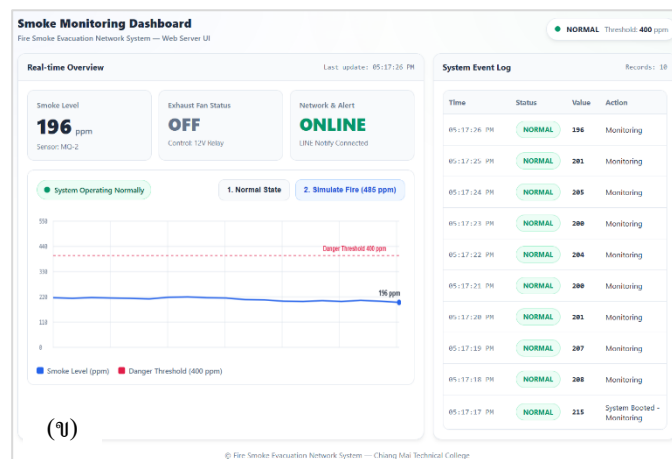 Smoke Monitoring Dashboard
Fire Smoke Evacuation Network System — Web Server UI
NORMAL Threshold: 400 ppm
Real-time Overview
Last update: 05:17:26 PM
Smoke Level
196 ppm
Sensor: MQ-2
Exhaust Fan Status
OFF
Control: 12V Relay
Network & Alert
ONLINE
LINE Notify Connected
System Operating Normally
1. Normal State
2. Simulate Fire (485 ppm)
550
440
330
220
110
0
Danger Threshold 400 ppm
196 ppm
Smoke Level (ppm)
Danger Threshold (400 ppm)
System Event Log
Records: 10
Time Status Value Action
05:17:26 PM NORMAL 196 Monitoring
05:17:25 PM NORMAL 201 Monitoring
05:17:24 PM NORMAL 205 Monitoring
05:17:23 PM NORMAL 200 Monitoring
05:17:22 PM NORMAL 204 Monitoring
05:17:21 PM NORMAL 200 Monitoring
05:17:20 PM NORMAL 201 Monitoring
05:17:19 PM NORMAL 207 Monitoring
05:17:18 PM NORMAL 208 Monitoring
05:17:17 PM NORMAL 215 System Booted -
Monitoring
(ข)
© Fire Smoke Evacuation Network System — Chiang Mai Technical College